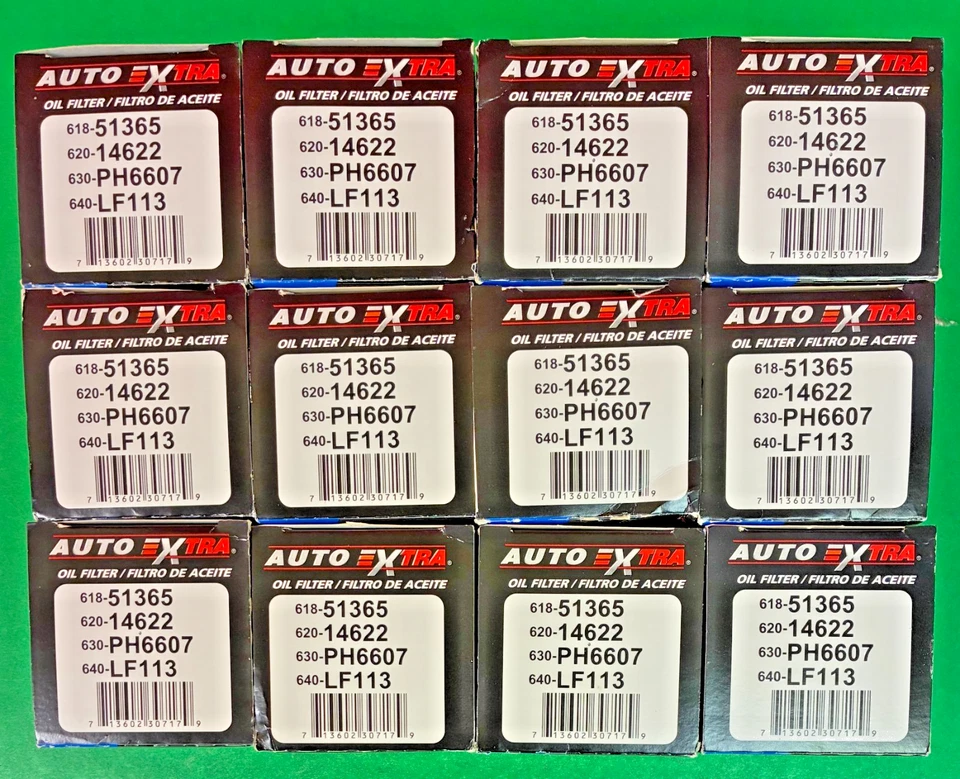 AUTO EXTRA®
OIL FILTER / FILTRO DE ACEITE
618-51365
620-14622
630-PH6607
640-LF113
7 13602 30717 9
AUTO EXTRA®
OIL FILTER / FILTRO DE ACEITE
618-51365
620-14622
630-PH6607
640-LF113
7 13602 30717 9
AUTO EXTRA®
OIL FILTER / FILTRO DE ACEITE
618-51365
620-14622
630-PH6607
640-LF113
7 13602 30717 9
AUTO EXTRA®
OIL FILTER / FILTRO DE ACEITE
618-51365
620-14622
630-PH6607
640-LF113
7 13602 30717 9
AUTO EXTRA®
OIL FILTER / FILTRO DE ACEITE
618-51365
620-14622
630-PH6607
640-LF113
7 13602 30717 9
AUTO EXTRA®
OIL FILTER / FILTRO DE ACEITE
618-51365
620-14622
630-PH6607
640-LF113
7 13602 30717 9
AUTO EXTRA®
OIL FILTER / FILTRO DE ACEITE
618-51365
620-14622
630-PH6607
640-LF113
7 13602 30717 9
AUTO EXTRA®
OIL FILTER / FILTRO DE ACEITE
618-51365
620-14622
630-PH6607
640-LF113
7 13602 30717 9
AUTO EXTRA®
OIL FILTER / FILTRO DE ACEITE
618-51365
620-14622
630-PH6607
640-LF113
7 13602 30717 9
AUTO EXTRA®
OIL FILTER / FILTRO DE ACEITE
618-51365
620-14622
630-PH6607
640-LF113
7 13602 30717 9
AUTO EXTRA®
OIL FILTER / FILTRO DE ACEITE
618-51365
620-14622
630-PH6607
640-LF113
7 13602 30717 9
AUTO EXTRA®
OIL FILTER / FILTRO DE ACEITE
618-51365
620-14622
630-PH6607
640-LF113
7 13602 30717 9